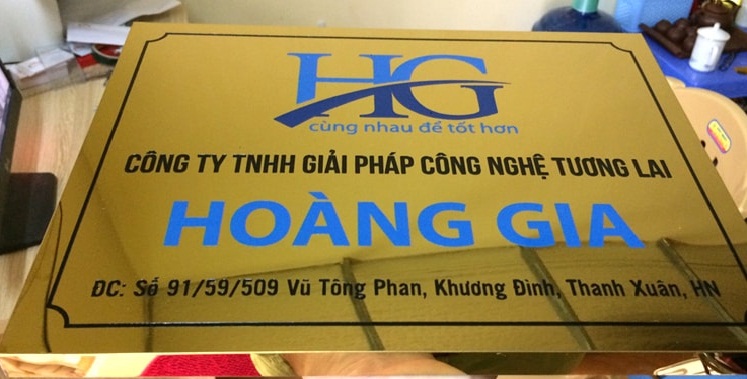 HG
cùng nhau để tốt hơn
CÔNG TY TNHH GIẢI PHÁP CÔNG NGHỆ TƯƠNG LAI
HOÀNG GIA
ĐC: Số 91/59/509 Vũ Tông Phan, Khương Đình, Thanh Xuân, HN